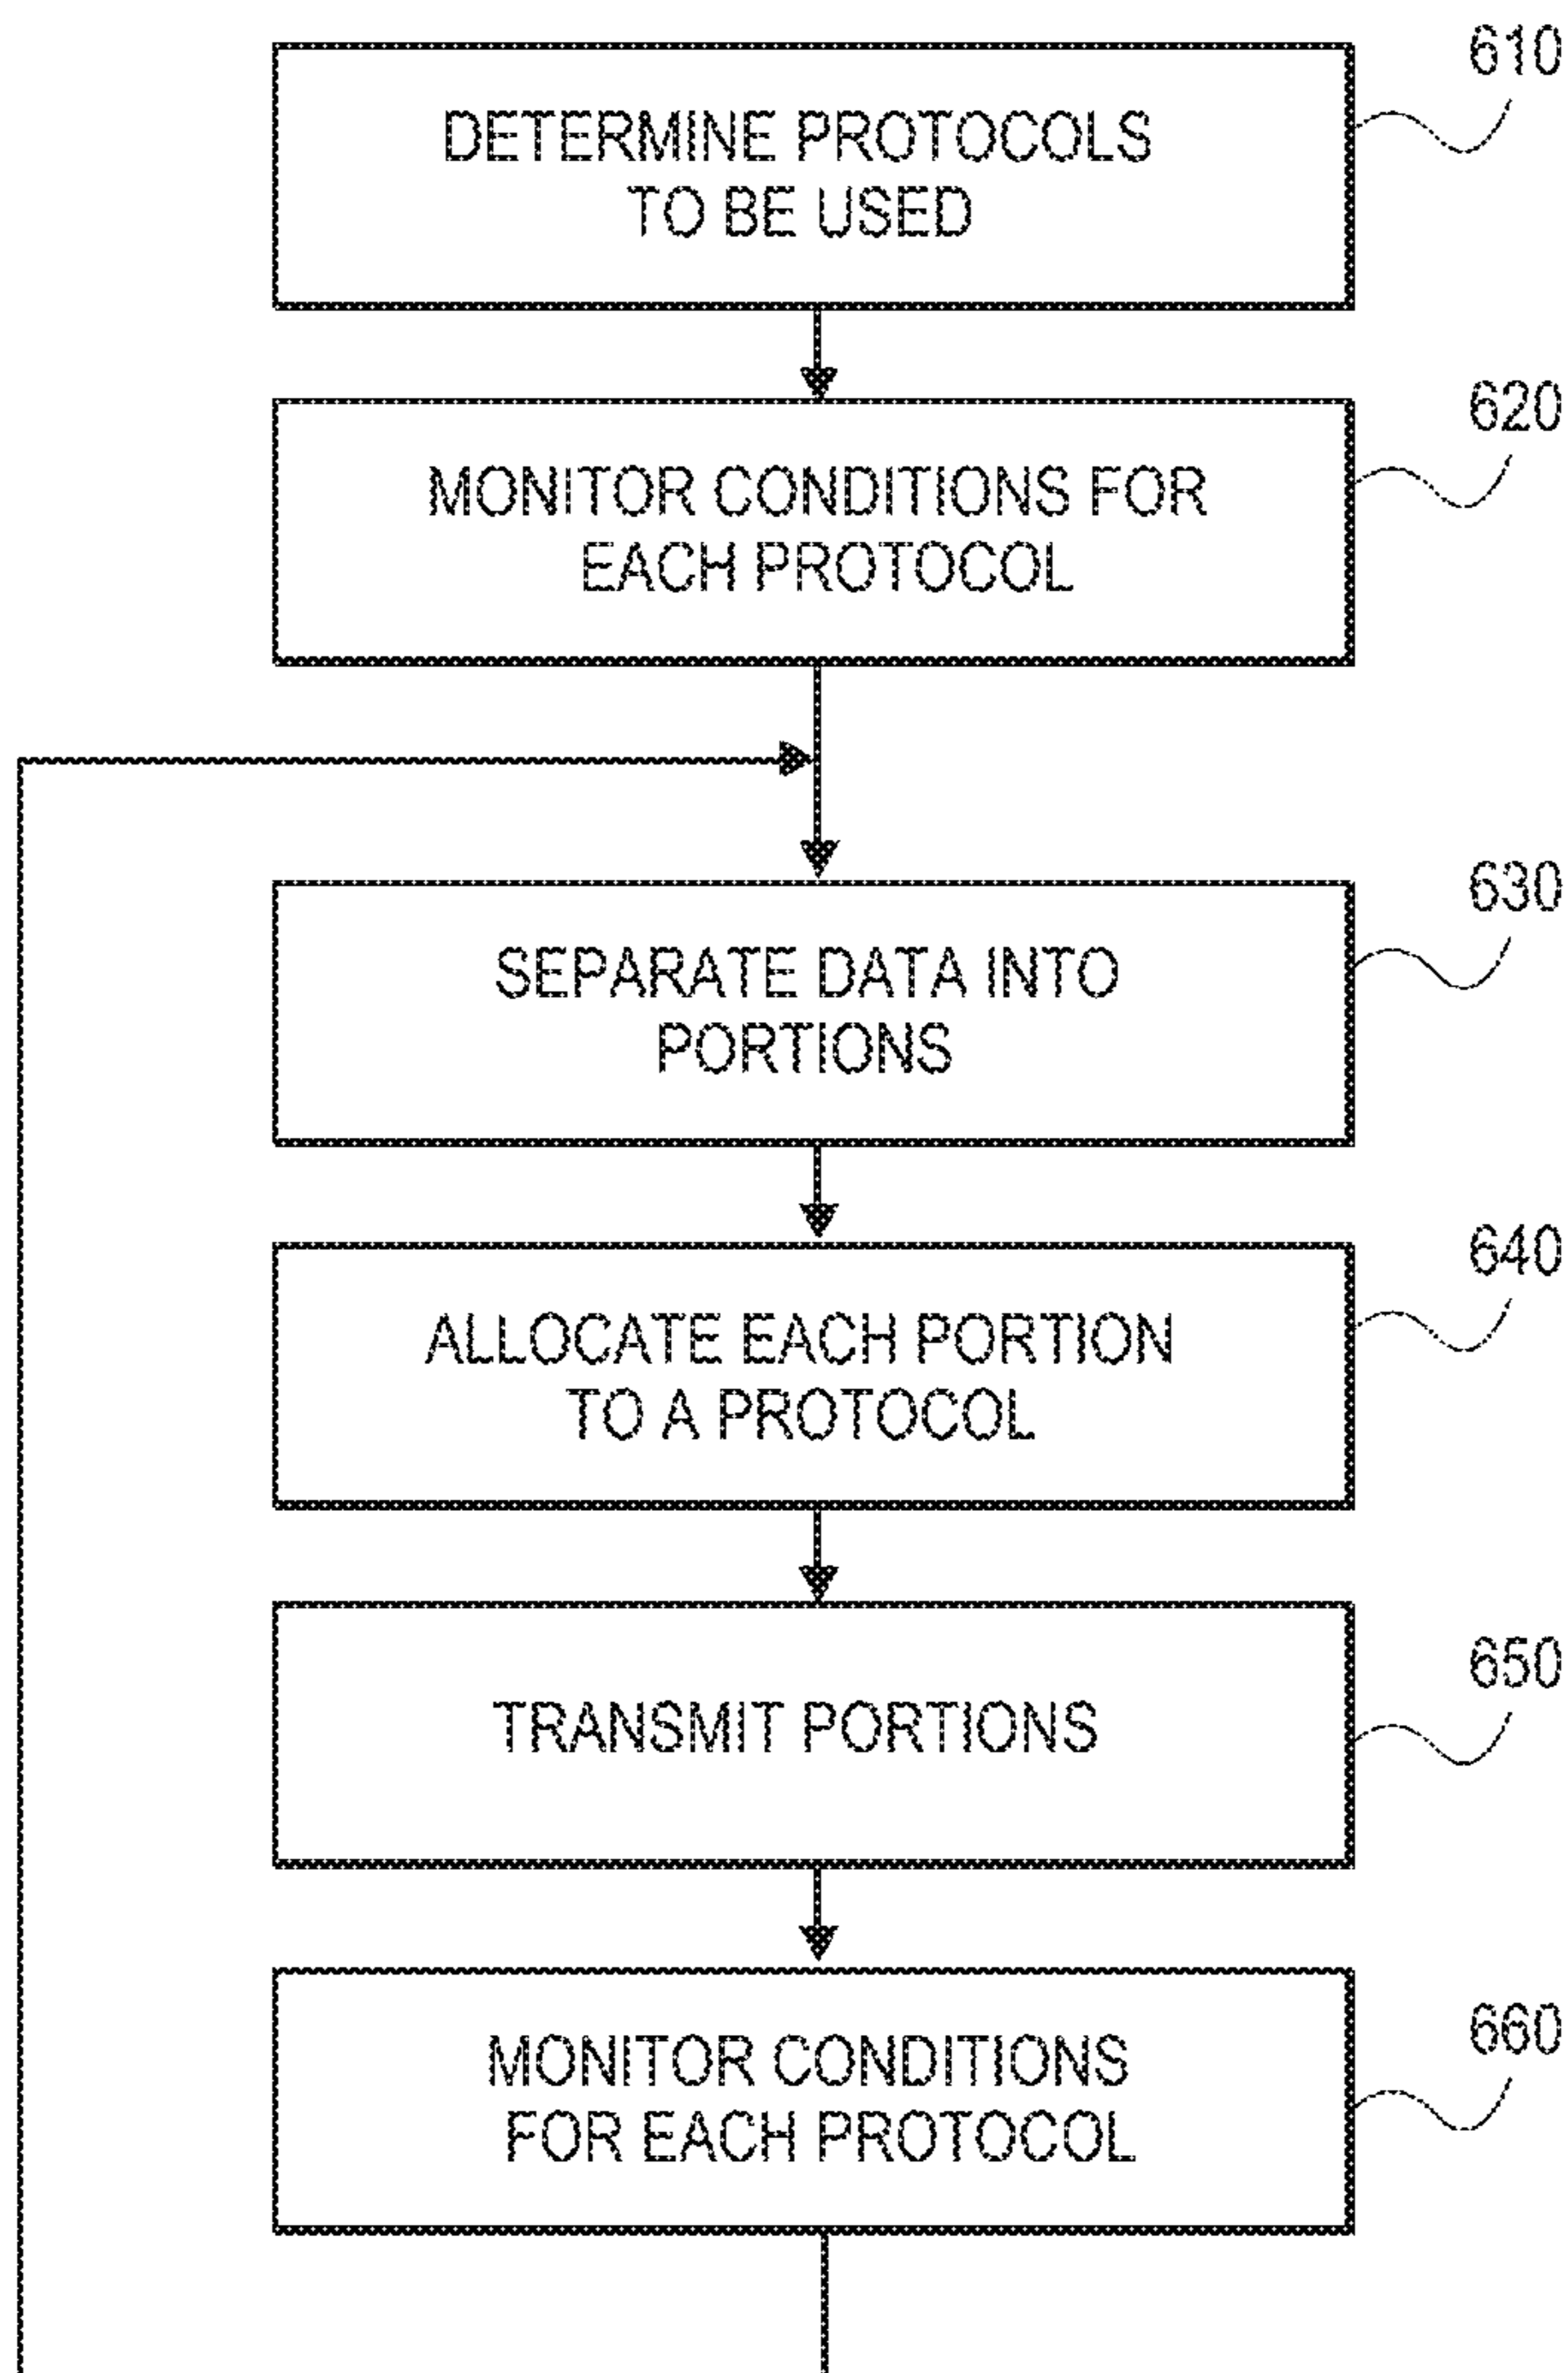 610
DETERMINE PROTOCOLS
TO BE USED
620
MONITOR CONDITIONS FOR
EACH PROTOCOL
630
SEPARATE DATA INTO
PORTIONS
640
ALLOCATE EACH PORTION
TO A PROTOCOL
650
TRANSMIT PORTIONS
660
MONITOR CONDITIONS
FOR EACH PROTOCOL